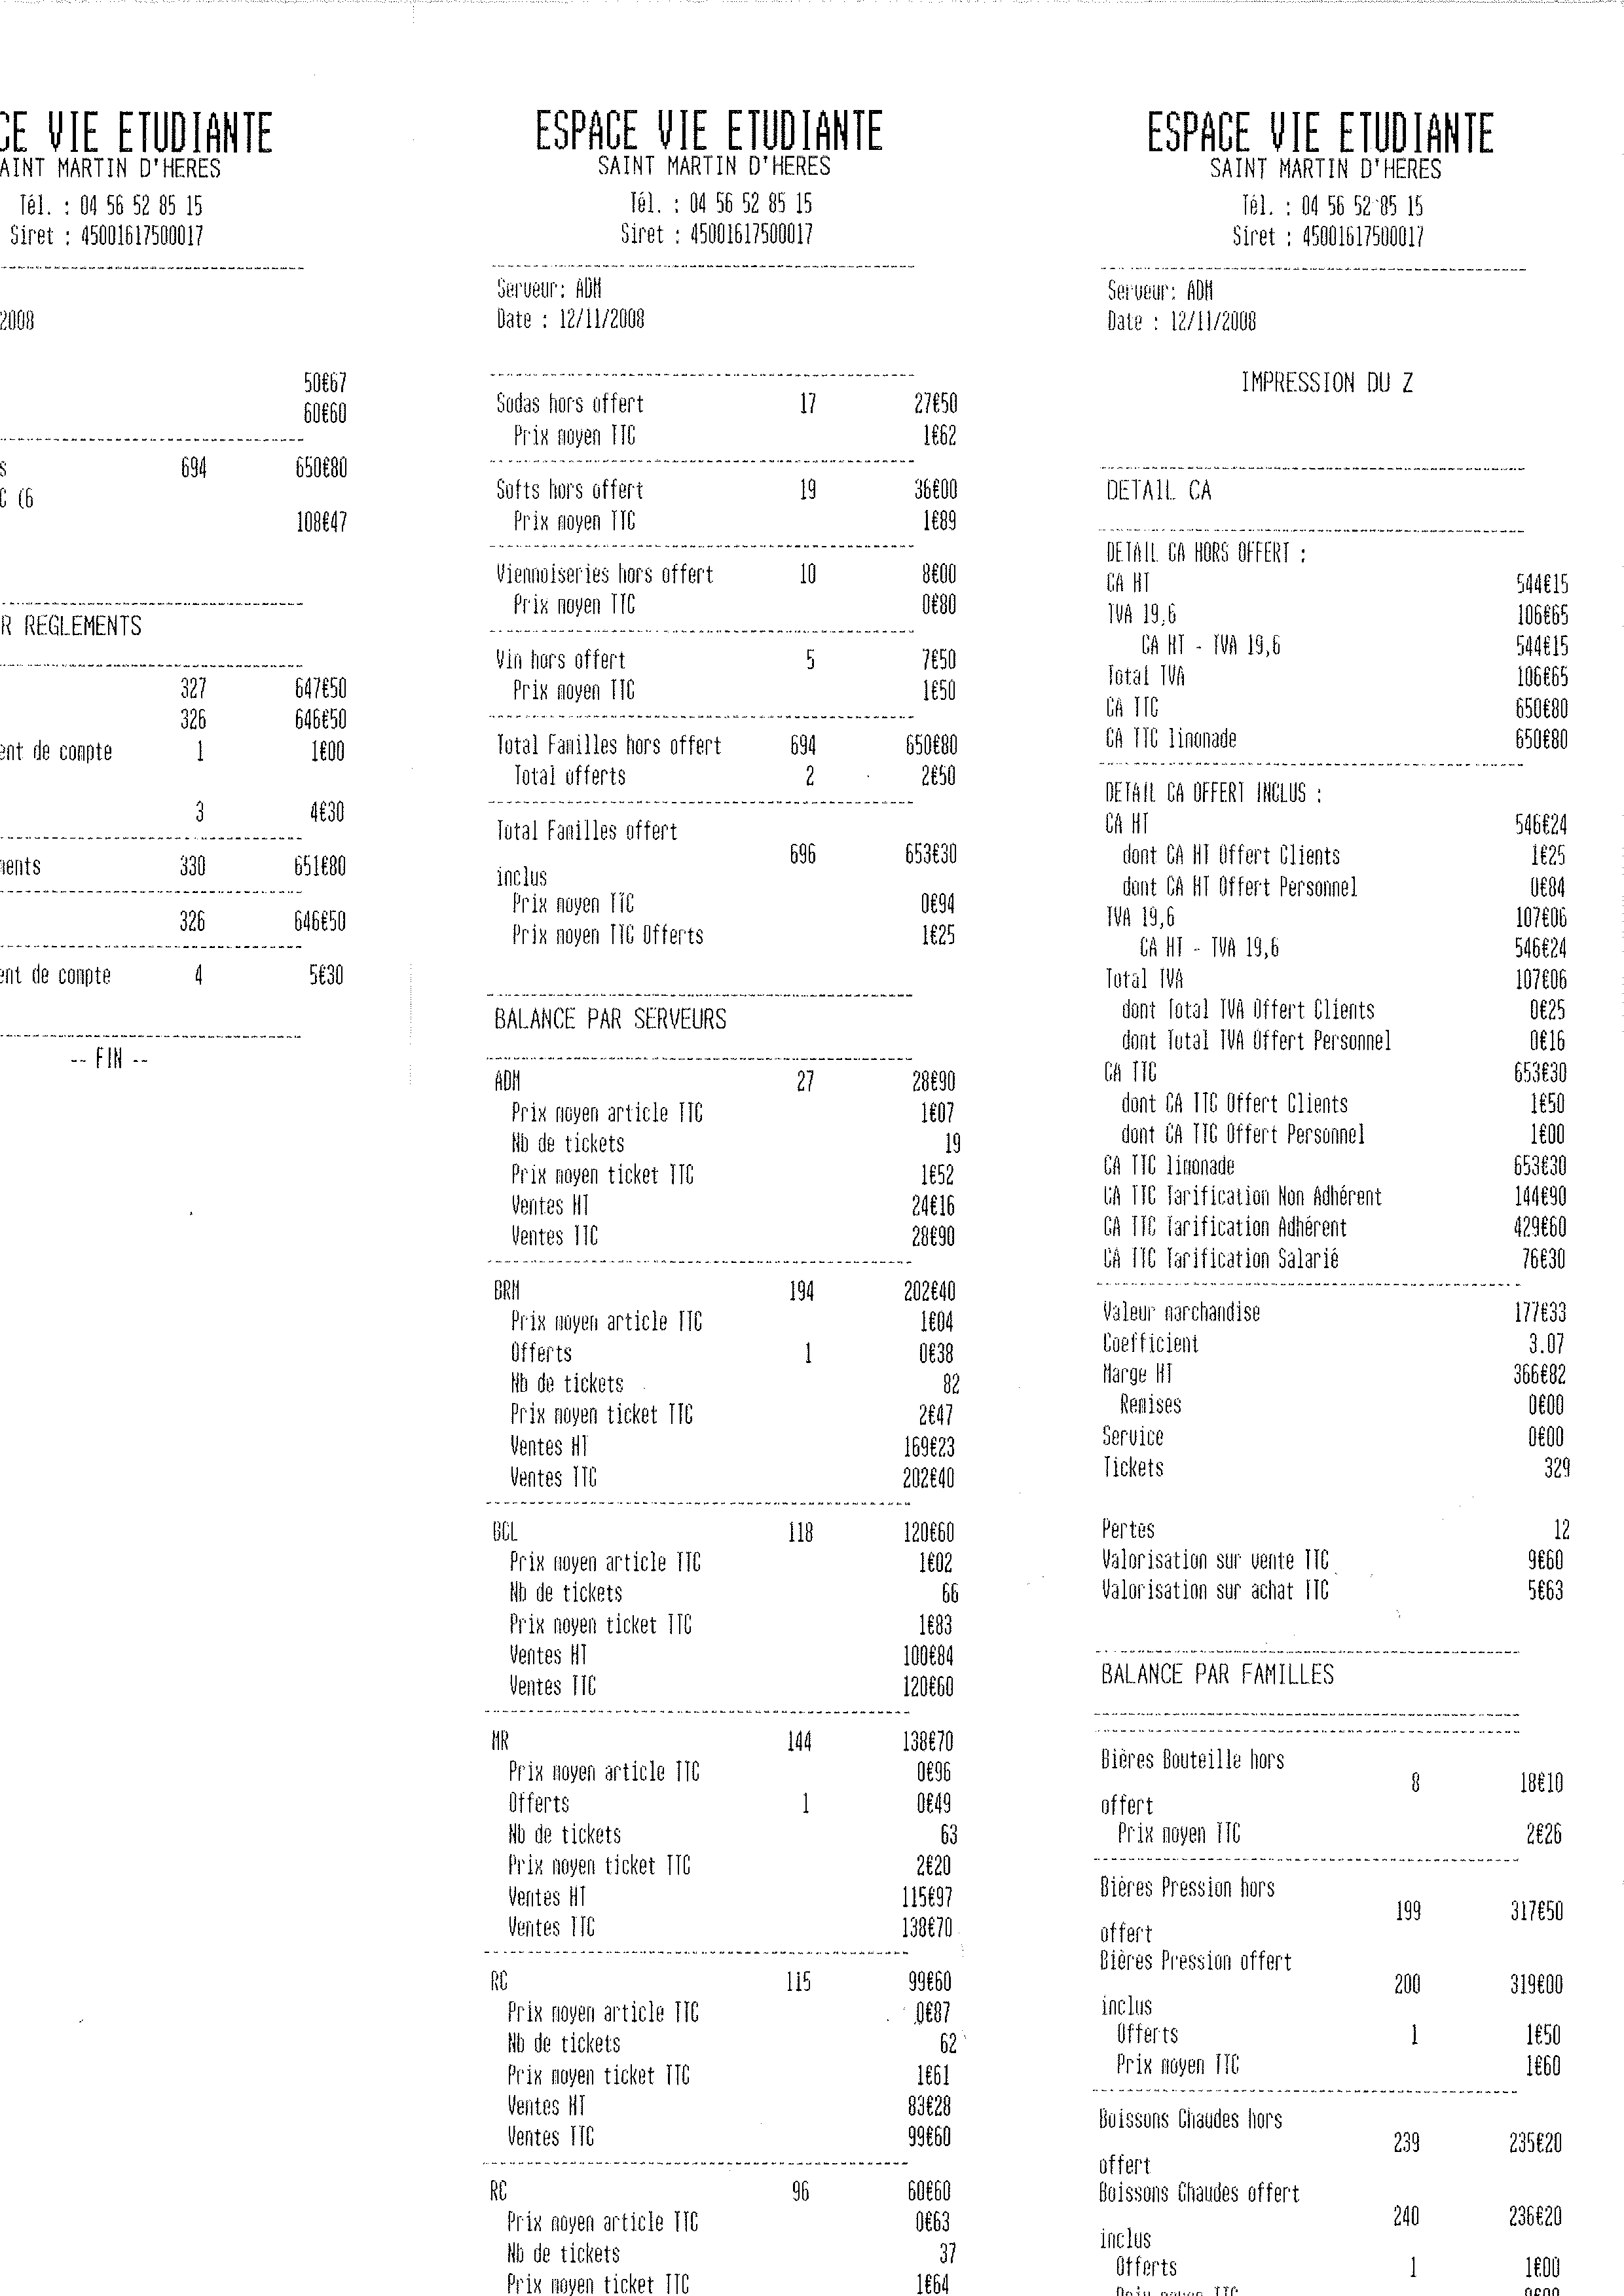 CE VIE ETUDIANTE
AINT MARTIN D'HERES
Tél. : 04 56 52 85 15
Siret : 45001617500017
2008
50€67
60€60
s 694 650€80
C (6
108€47
R REGLEMENTS
327 647€50
326 646€50
ent de compte 1 1€00
3 4€30
ments 330 651€80
326 646€50
ent de compte 4 5€30
-- FIN --
ESPACE VIE ETUDIANTE
SAINT MARTIN D'HERES
Tél. : 04 56 52 85 15
Siret : 45001617500017
Serveur: ADM
Date : 12/11/2008
Sodas hors offert 17 27€50
Prix moyen TTC 1€62
Softs hors offert 19 36€00
Prix moyen TTC 1€89
Viennoiseries hors offert 10 8€00
Prix moyen TTC 0€80
Vin hors offert 5 7€50
Prix moyen TTC 1€50
Total Familles hors offert 694 650€80
Total offerts 2 2€50
Total Familles offert
696 653€30
inclus
Prix moyen TTC 0€94
Prix moyen TTC Offerts 1€25
BALANCE PAR SERVEURS
ADM 27 28€90
Prix moyen article TTC 1€07
Nb de tickets 19
Prix moyen ticket TTC 1€52
Ventes HT 24€16
Ventes TTC 28€90
BRM 194 202€40
Prix moyen article TTC 1€04
Offerts 1 0€38
Nb de tickets 82
Prix moyen ticket TTC 2€47
Ventes HT 169€23
Ventes TTC 202€40
BCL 118 120€60
Prix moyen article TTC 1€02
Nb de tickets 66
Prix moyen ticket TTC 1€83
Ventes HT 100€84
Ventes TTC 120€60
MR 144 138€70
Prix moyen article TTC 0€96
Offerts 1 0€49
Nb de tickets 63
Prix moyen ticket TTC 2€20
Ventes HT 115€97
Ventes TTC 138€70
RC 115 99€60
Prix moyen article TTC 0€87
Nb de tickets 62
Prix moyen ticket TTC 1€61
Ventes HT 83€28
Ventes TTC 99€60
RC 96 60€60
Prix moyen article TTC 0€63
Nb de tickets 37
Prix moyen ticket TTC 1€64
ESPACE VIE ETUDIANTE
SAINT MARTIN D'HERES
Tél. : 04 56 52 85 15
Siret : 45001617500017
Serveur: ADM
Date : 12/11/2008
IMPRESSION DU Z
DETAIL CA
DETAIL CA HORS OFFERT :
CA HT 544€15
TVA 19,6 106€65
CA HT - TVA 19,6 544€15
Total TVA 106€65
CA TTC 650€80
CA TTC limonade 650€80
DETAIL CA OFFERT INCLUS :
CA HT 546€24
dont CA HT Offert Clients 1€25
dont CA HT Offert Personnel 0€84
TVA 19,6 107€06
CA HT - TVA 19,6 546€24
Total TVA 107€06
dont Total TVA Offert Clients 0€25
dont Total TVA Offert Personnel 0€16
CA TTC 653€30
dont CA TTC Offert Clients 1€50
dont CA TTC Offert Personnel 1€00
CA TTC limonade 653€30
CA TTC Tarification Non Adhérent 144€90
CA TTC Tarification Adhérent 429€60
CA TTC Tarification Salarié 76€30
Valeur marchandise 177€33
Coefficient 3.07
Marge HT 366€82
Remises 0€00
Service 0€00
Tickets 329
Pertes 12
Valorisation sur vente TTC 9€60
Valorisation sur achat TTC 5€63
BALANCE PAR FAMILLES
Bières Bouteille hors
8 18€10
offert
Prix moyen TTC 2€26
Bières Pression hors
199 317€50
offert
Bières Pression offert
200 319€00
inclus
Offerts 1 1€50
Prix moyen TTC 1€60
Boissons Chaudes hors
239 235€20
offert
Boissons Chaudes offert
240 236€20
inclus
Offerts 1 1€00